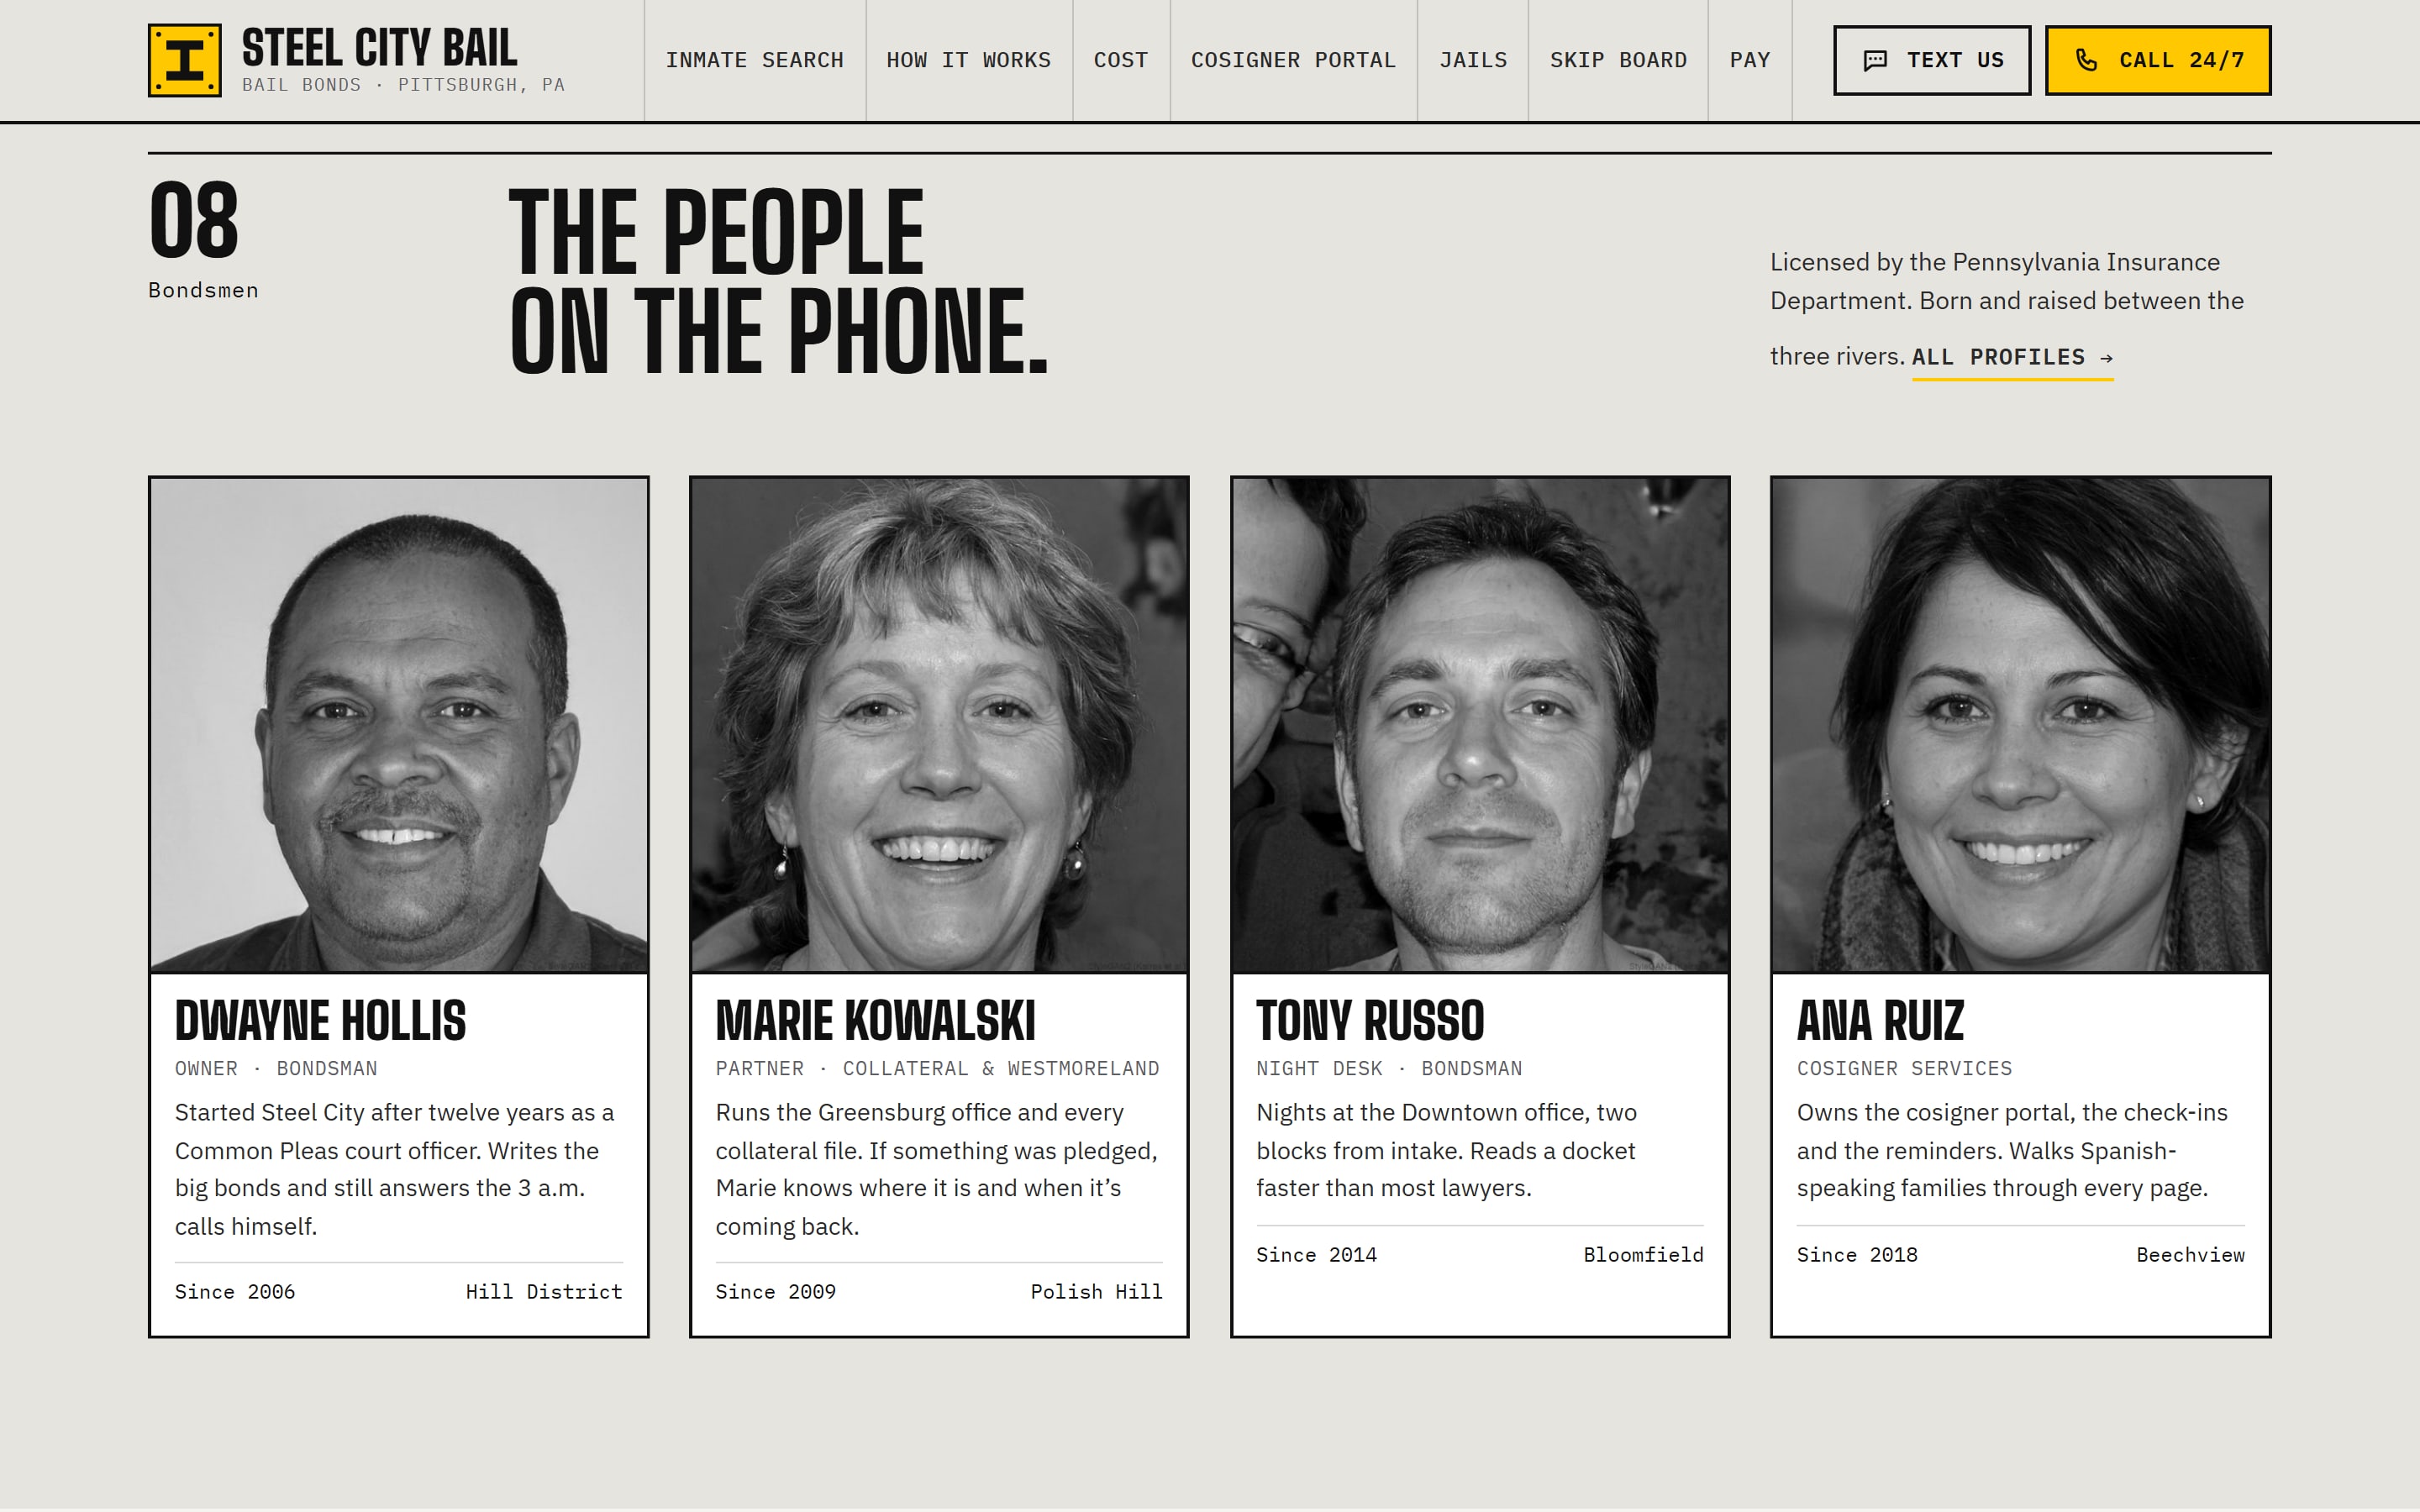 STEEL CITY BAIL
BAIL BONDS · PITTSBURGH, PA
INMATE SEARCH
HOW IT WORKS
COST
COSIGNER PORTAL
JAILS
SKIP BOARD
PAY
TEXT US
CALL 24/7
08
Bondsmen
THE PEOPLE
ON THE PHONE.
Licensed by the Pennsylvania Insurance
Department. Born and raised between the
three rivers. ALL PROFILES →
DWAYNE HOLLIS
OWNER · BONDSMAN
Started Steel City after twelve years as a
Common Pleas court officer. Writes the
big bonds and still answers the 3 a.m.
calls himself.
Since 2006
Hill District
MARIE KOWALSKI
PARTNER · COLLATERAL & WESTMORELAND
Runs the Greensburg office and every
collateral file. If something was pledged,
Marie knows where it is and when it’s
coming back.
Since 2009
Polish Hill
TONY RUSSO
NIGHT DESK · BONDSMAN
Nights at the Downtown office, two
blocks from intake. Reads a docket
faster than most lawyers.
Since 2014
Bloomfield
ANA RUIZ
COSIGNER SERVICES
Owns the cosigner portal, the check-ins
and the reminders. Walks Spanish-
speaking families through every page.
Since 2018
Beechview